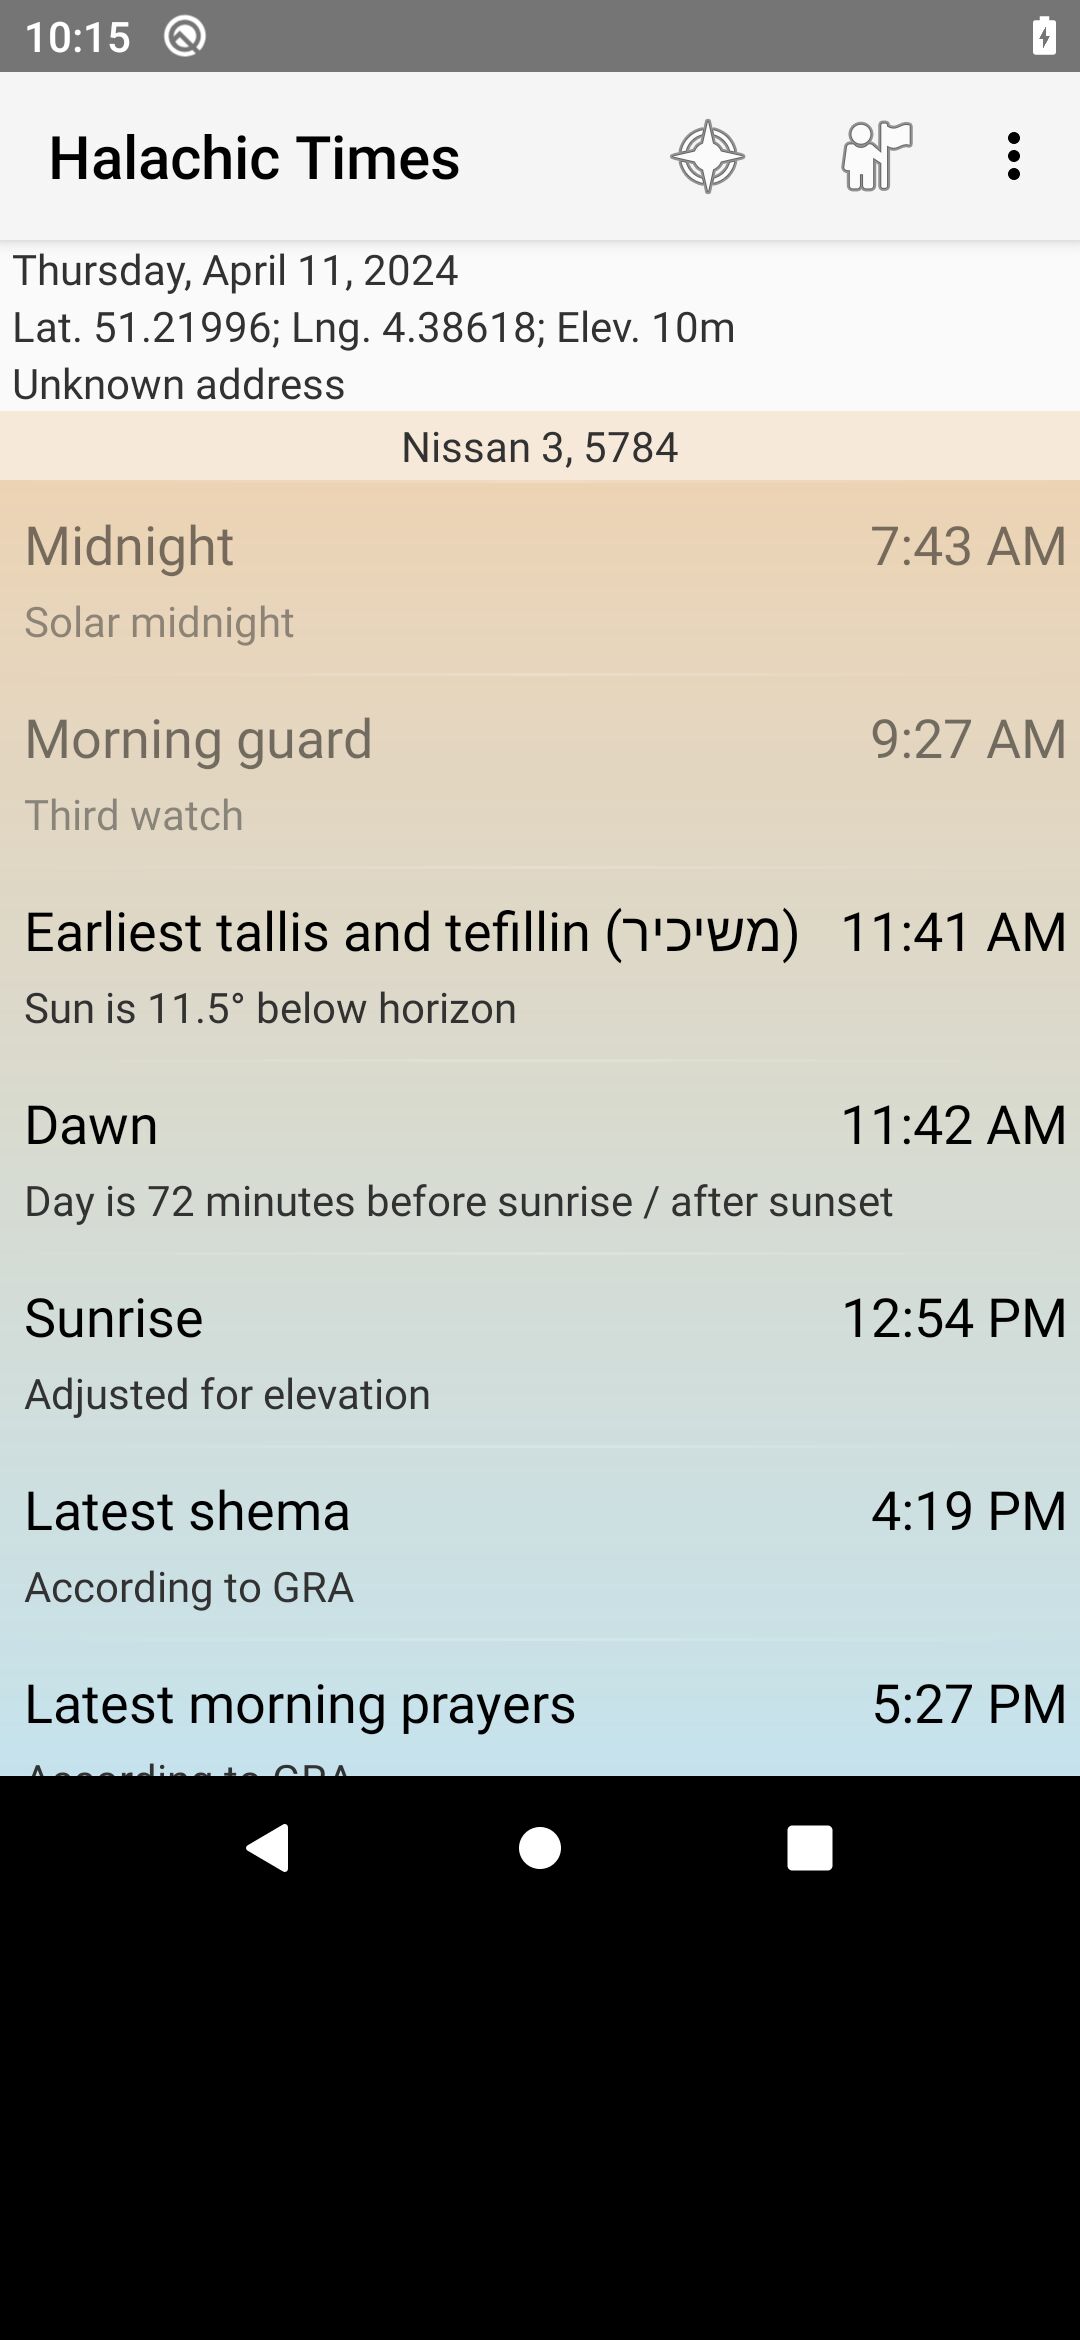 10:15
Halachic Times
Thursday, April 11, 2024
Lat. 51.21996; Lng. 4.38618; Elev. 10m
Unknown address
Nissan 3, 5784
Midnight 7:43 AM
Solar midnight
Morning guard 9:27 AM
Third watch
Earliest tallis and tefillin (משיכיר) 11:41 AM
Sun is 11.5° below horizon
Dawn 11:42 AM
Day is 72 minutes before sunrise / after sunset
Sunrise 12:54 PM
Adjusted for elevation
Latest shema 4:19 PM
According to GRA
Latest morning prayers 5:27 PM
According to GRA